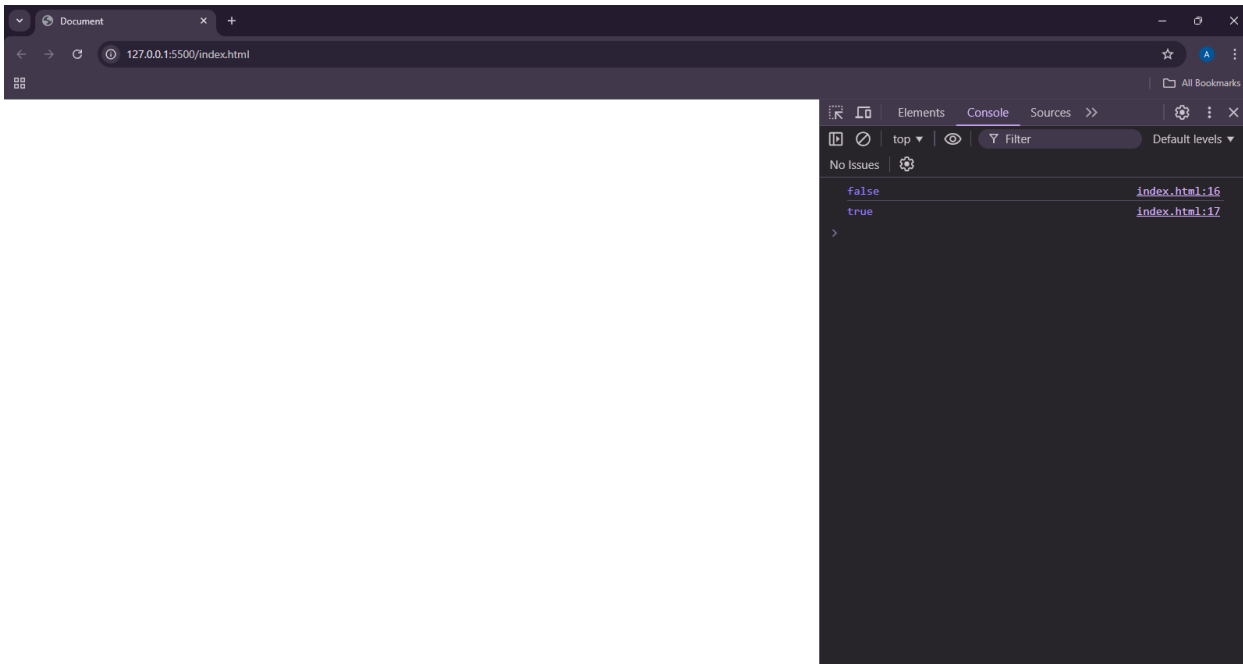 Document
127.0.0.1:5500/index.html
A
All Bookmarks
Elements Console Sources
top Filter Default levels
No Issues
false index.html:16
true index.html:17